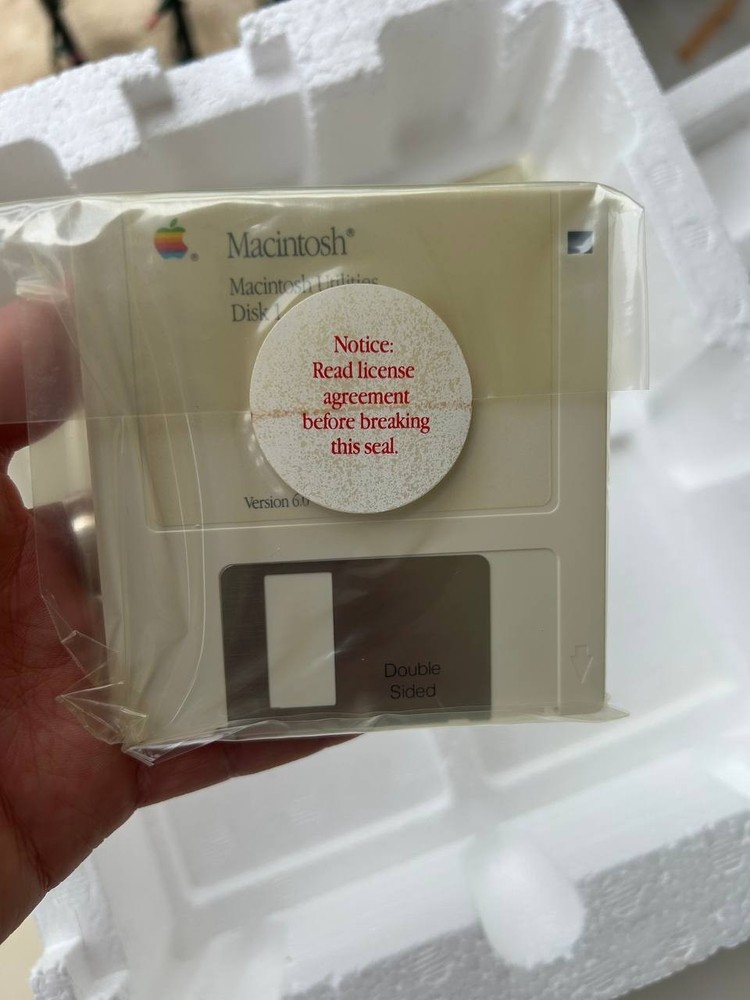 Macintosh®
Macintosh Utilities
Disk 1
Notice:
Read license
agreement
before breaking
this seal.
Version 6.0
Double
Sided